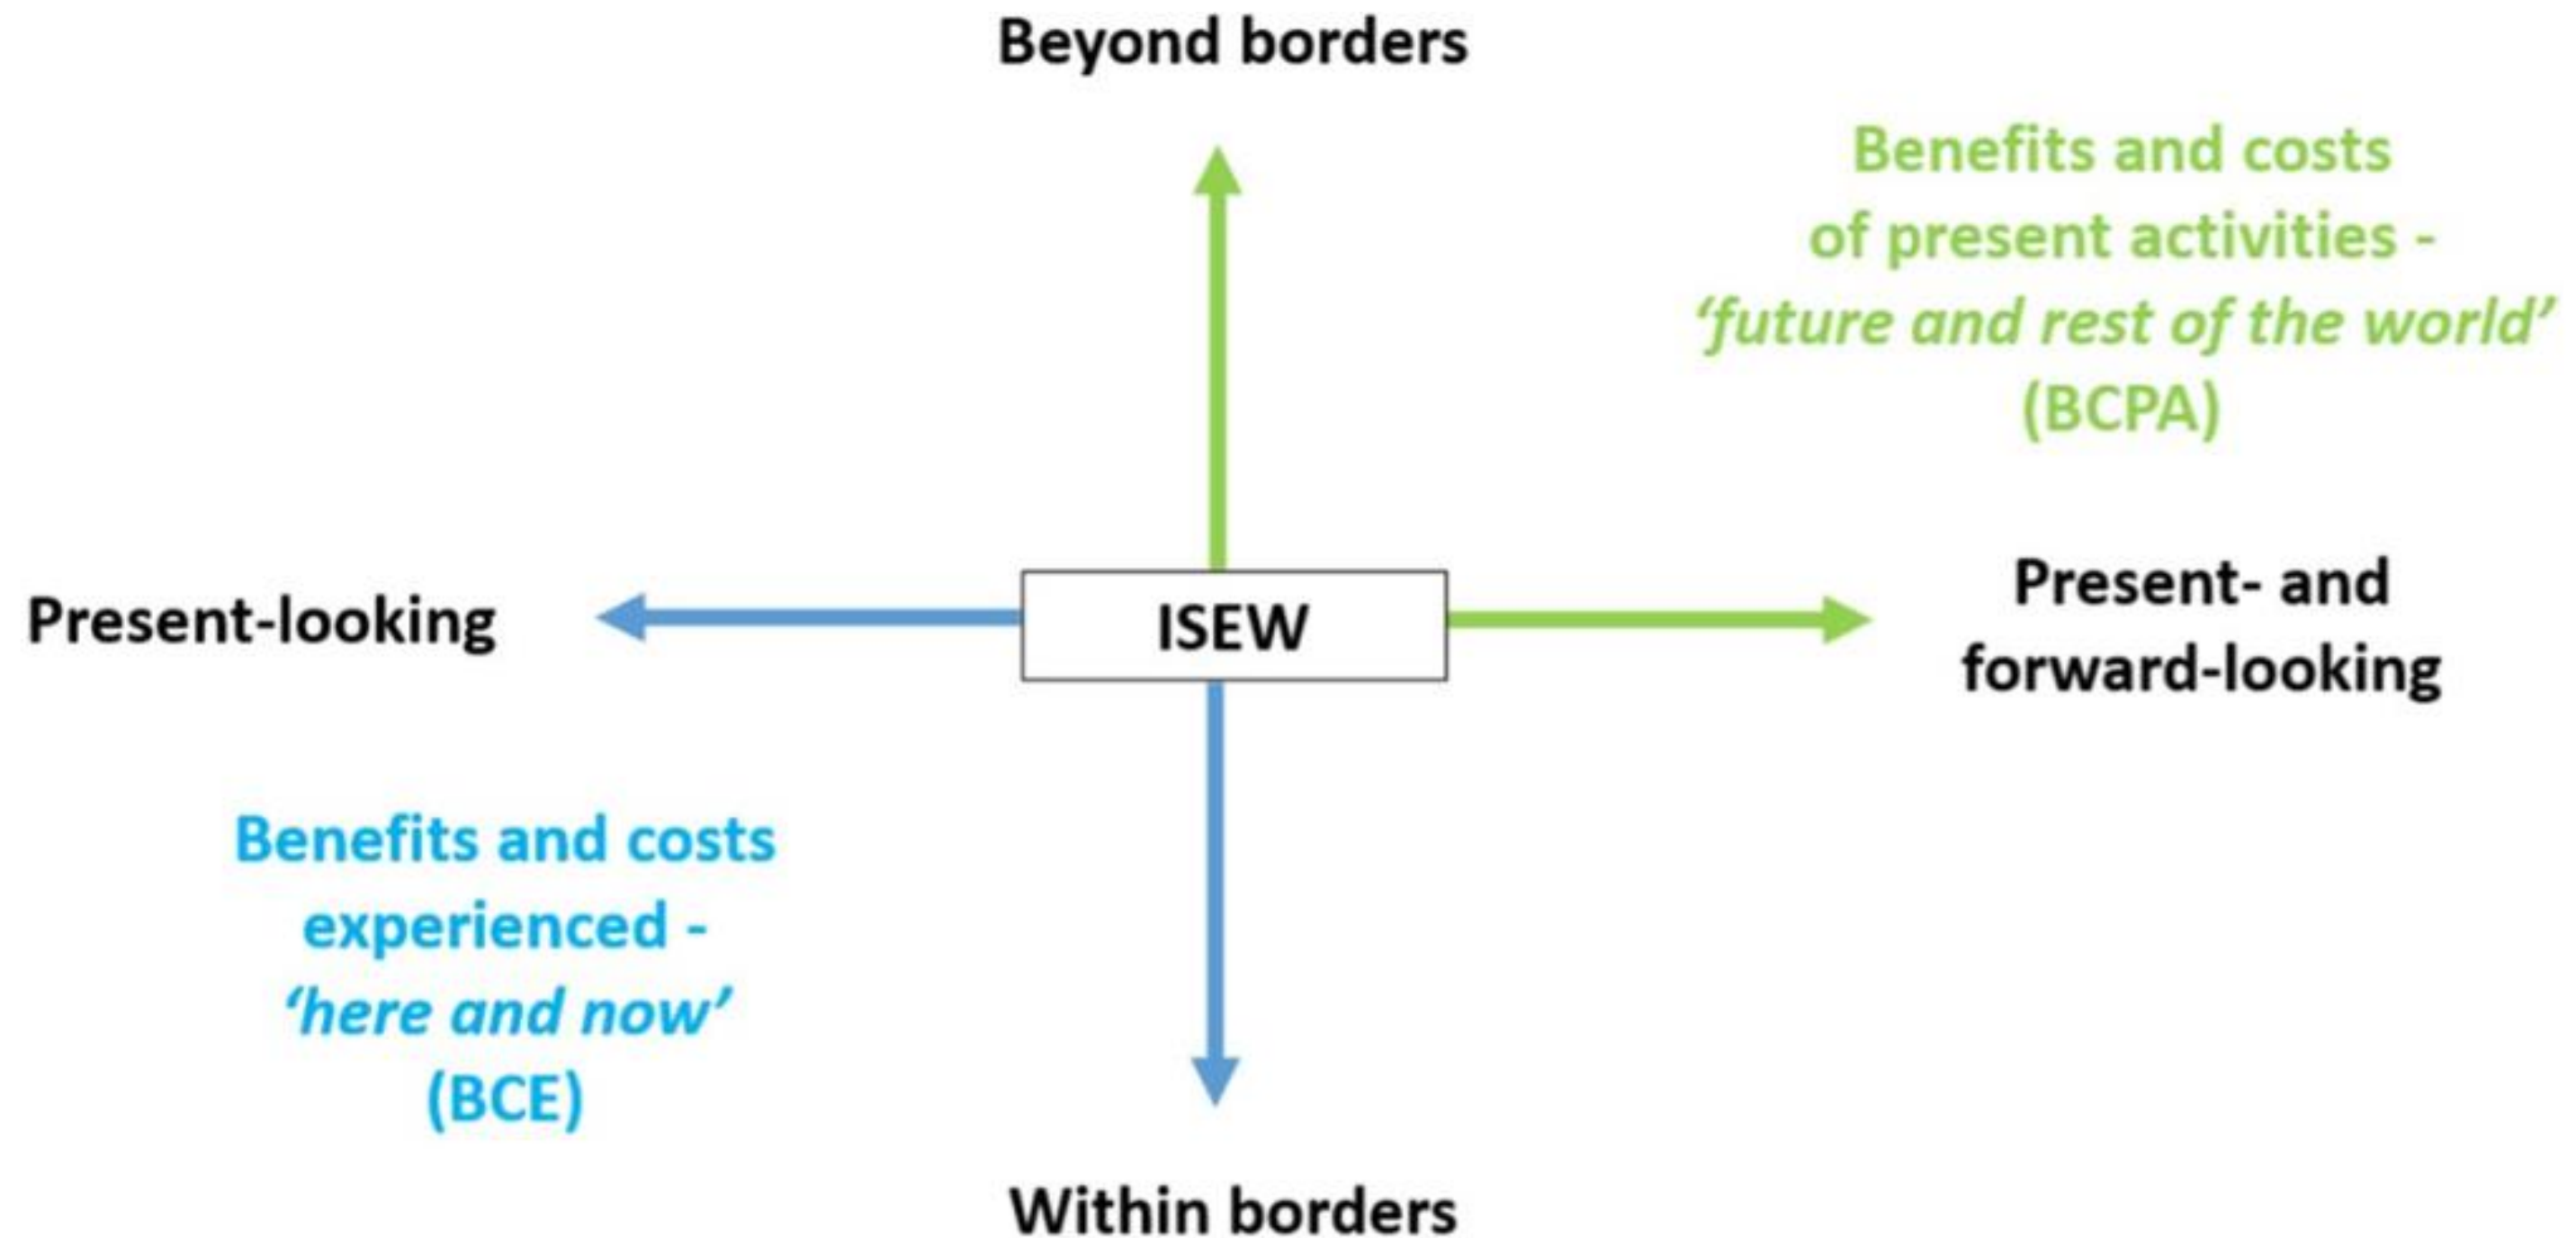 Beyond borders
Benefits and costs
of present activities -
‘future and rest of the world’
(BCPA)
Present-looking
ISEW
Present- and
forward-looking
Benefits and costs
experienced -
‘here and now’
(BCE)
Within borders